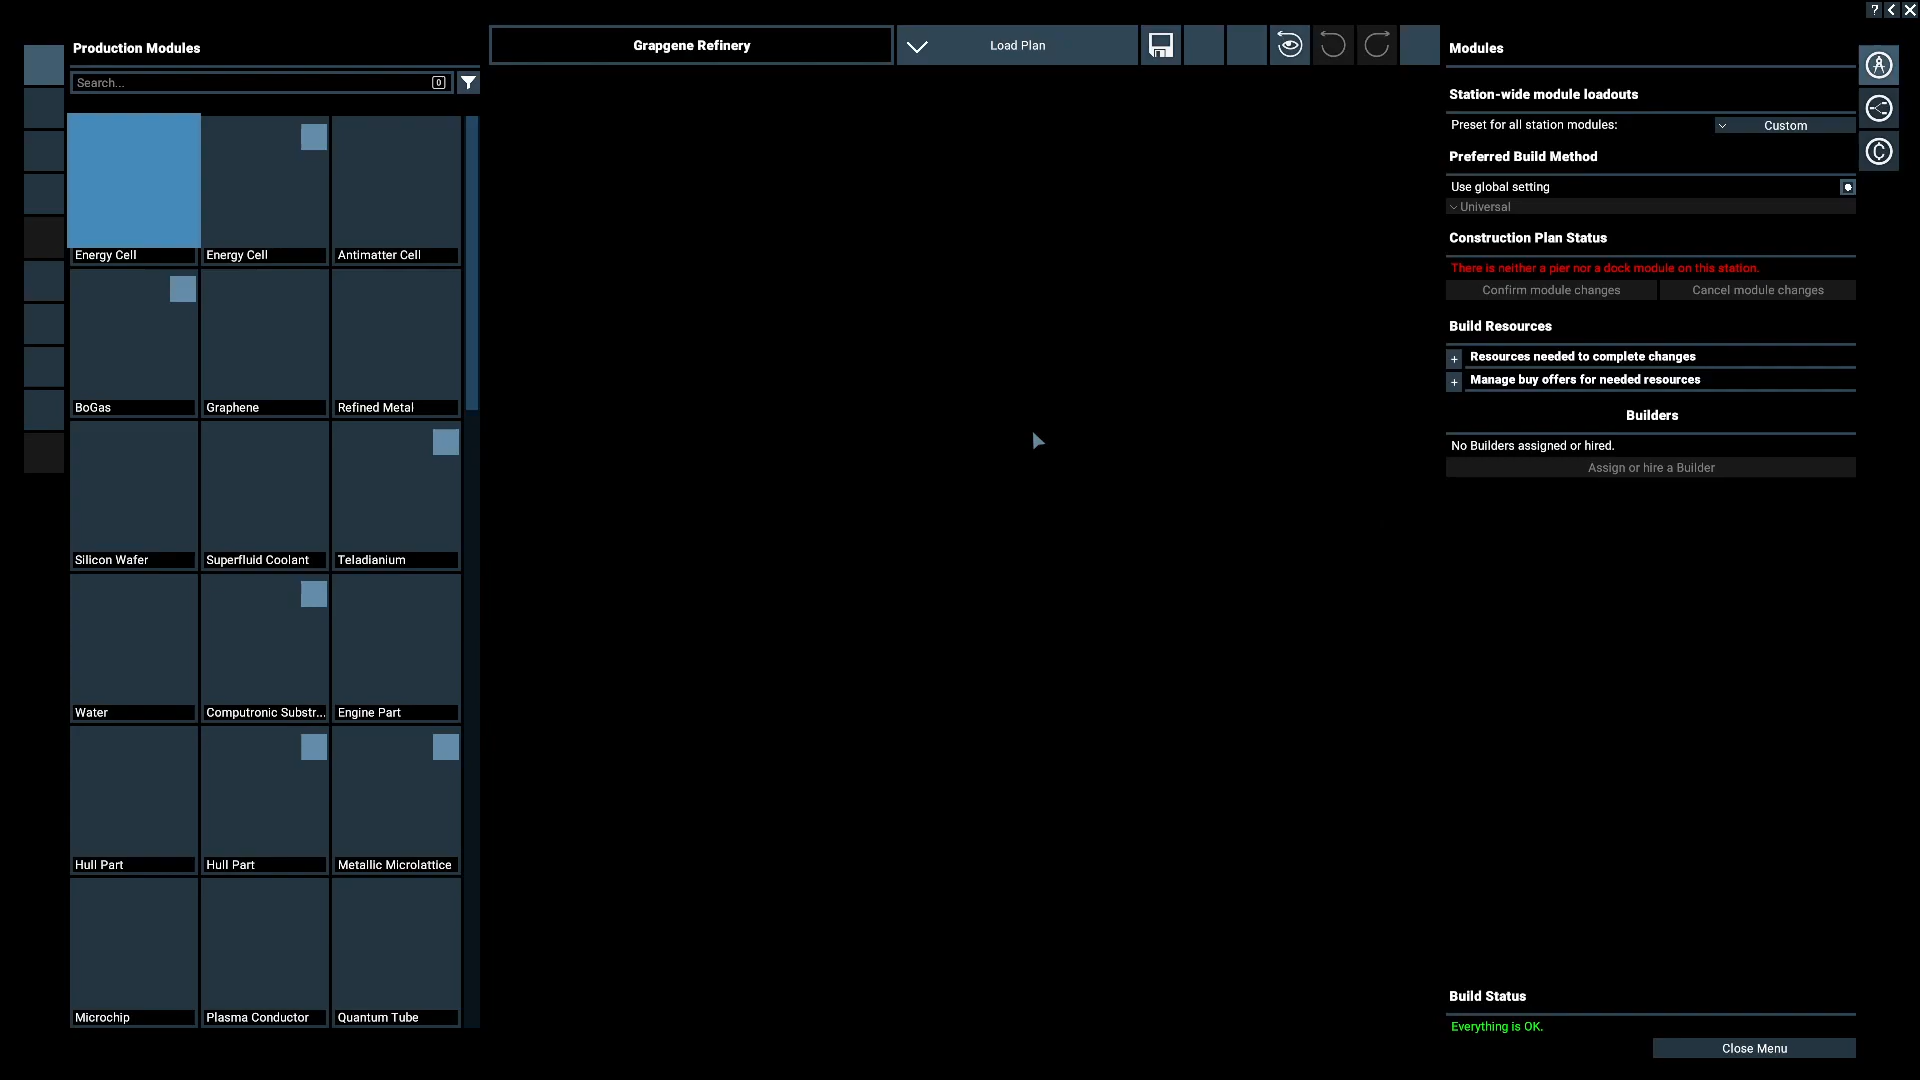 ? < X
Production Modules
Grapgene Refinery
Load Plan
Modules
Search...
0
Station-wide module loadouts
Preset for all station modules:
Custom
Preferred Build Method
Use global setting
Universal
Construction Plan Status
There is neither a pier nor a dock module on this station.
Confirm module changes
Cancel module changes
Build Resources
+ Resources needed to complete changes
+ Manage buy offers for needed resources
Builders
No Builders assigned or hired.
Assign or hire a Builder
Energy Cell
Energy Cell
Antimatter Cell
BoGas
Graphene
Refined Metal
Silicon Wafer
Superfluid Coolant
Teladianium
Water
Computronic Substr...
Engine Part
Hull Part
Hull Part
Metallic Microlattice
Microchip
Plasma Conductor
Quantum Tube
Build Status
Everything is OK.
Close Menu